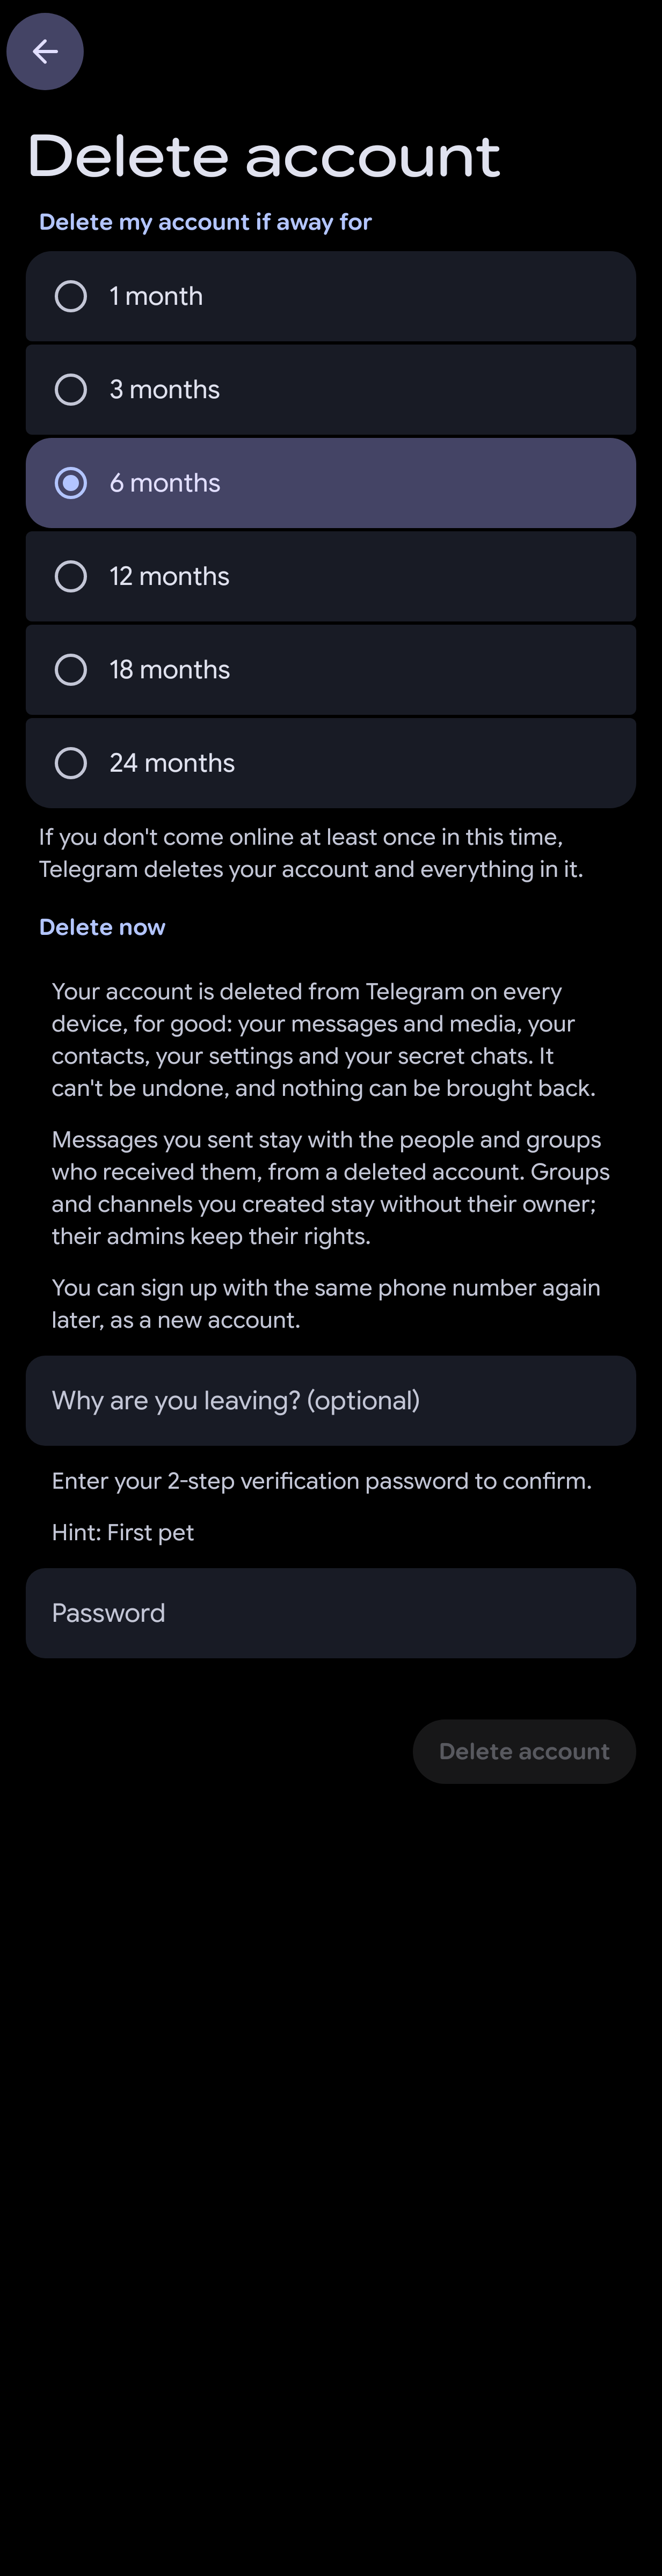 Delete account
Delete my account if away for
1 month
3 months
6 months
12 months
18 months
24 months
If you don't come online at least once in this time,
Telegram deletes your account and everything in it.
Delete now
Your account is deleted from Telegram on every
device, for good: your messages and media, your
contacts, your settings and your secret chats. It
can't be undone, and nothing can be brought back.
Messages you sent stay with the people and groups
who received them, from a deleted account. Groups
and channels you created stay without their owner;
their admins keep their rights.
You can sign up with the same phone number again
later, as a new account.
Why are you leaving? (optional)
Enter your 2-step verification password to confirm.
Hint: First pet
Password
Delete account